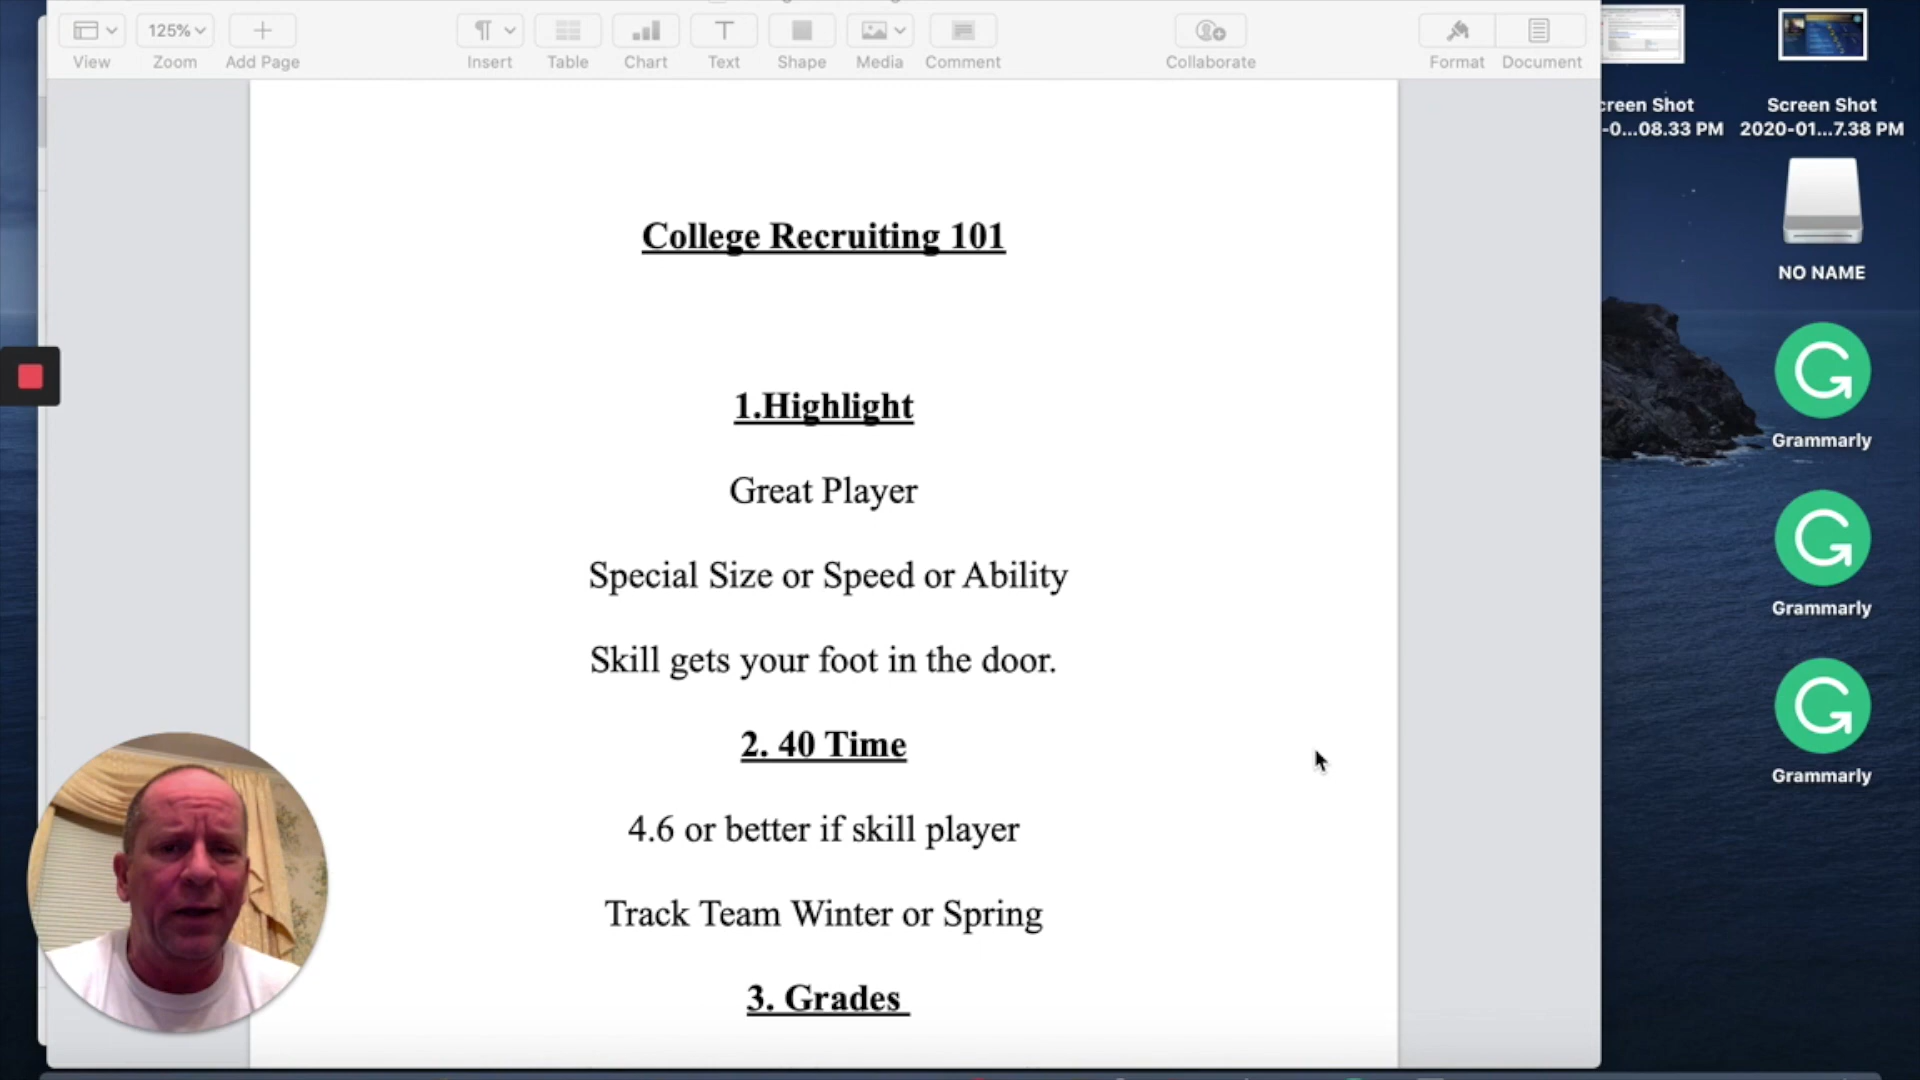 125%
View
Zoom
Add Page
Insert
Table
Chart
Text
Shape
Media
Comment
Collaborate
Format
Document
College Recruiting 101
1.Highlight
Great Player
Special Size or Speed or Ability
Skill gets your foot in the door.
2. 40 Time
4.6 or better if skill player
Track Team Winter or Spring
3. Grades
creen Shot
-0...08.33 PM
Screen Shot
2020-01...7.38 PM
NO NAME
Grammarly
Grammarly
Grammarly